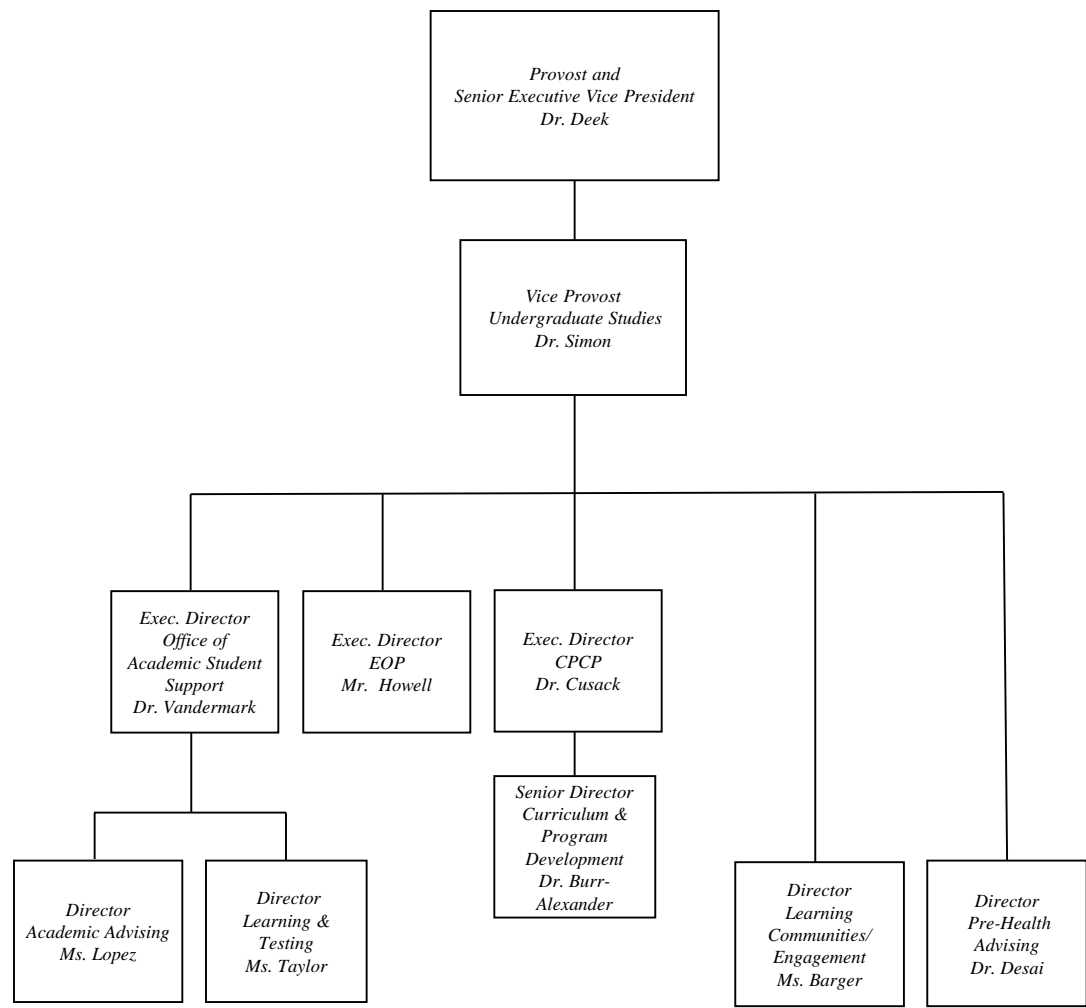 Provost and
Senior Executive Vice President
Dr. Deek
Vice Provost
Undergraduate Studies
Dr. Simon
Exec. Director
Office of
Academic Student
Support
Dr. Vandermark
Exec. Director
EOP
Mr. Howell
Exec. Director
CPCP
Dr. Cusack
Senior Director
Curriculum &
Program
Development
Dr. Burr-
Alexander
Director
Academic Advising
Ms. Lopez
Director
Learning &
Testing
Ms. Taylor
Director
Learning
Communities/
Engagement
Ms. Barger
Director
Pre-Health
Advising
Dr. Desai